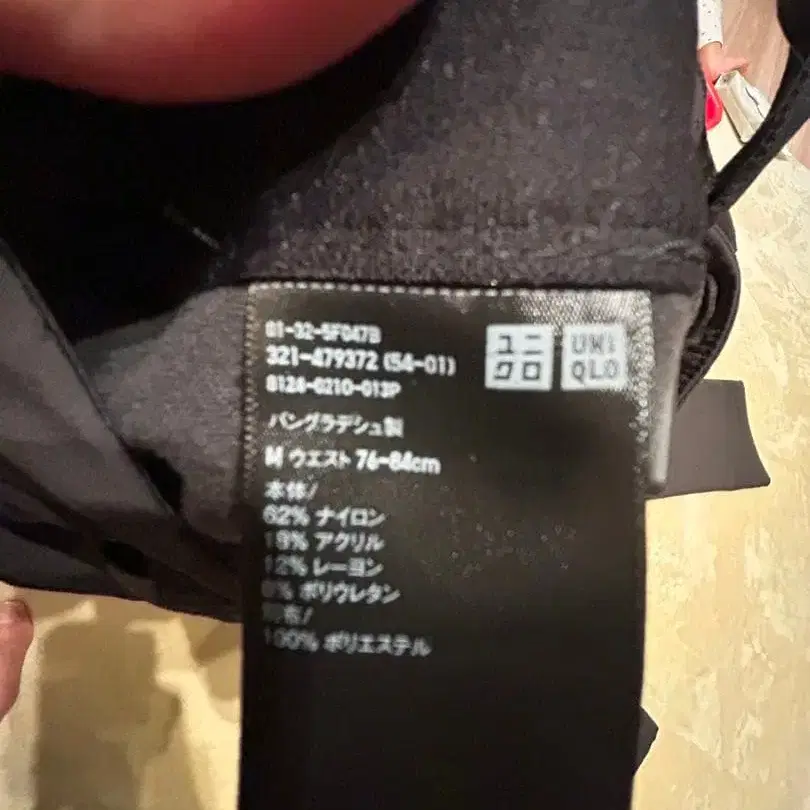 01-32-5F047B
321-479372 (54-01)
0124-0210-013P
ユニ
クロ
UNI
QLO
バングラデシュ製
M ウエスト 76-84cm
本体/
62% ナイロン
18% アクリル
12% レーヨン
8% ポリウレタン
100% ポリエステル